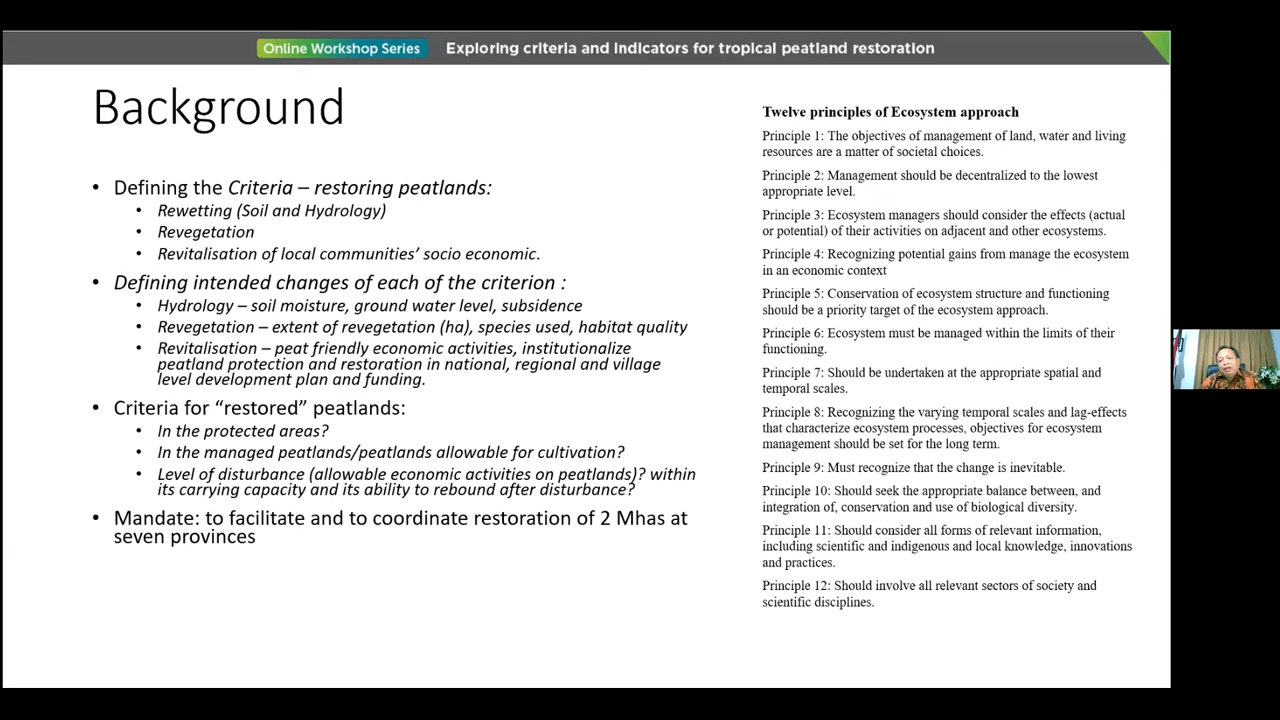 Online Workshop Series Exploring criteria and indicators for tropical peatland restoration
Background
• Defining the Criteria – restoring peatlands:
• Rewetting (Soil and Hydrology)
• Revegetation
• Revitalisation of local communities’ socio economic.
• Defining intended changes of each of the criterion :
• Hydrology – soil moisture, ground water level, subsidence
• Revegetation – extent of revegetation (ha), species used, habitat quality
• Revitalisation – peat friendly economic activities, institutionalize
peatland protection and restoration in national, regional and village
level development plan and funding.
• Criteria for “restored” peatlands:
• In the protected areas?
• In the managed peatlands/peatlands allowable for cultivation?
• Level of disturbance (allowable economic activities on peatlands)? within
its carrying capacity and its ability to rebound after disturbance?
• Mandate: to facilitate and to coordinate restoration of 2 Mhas at
seven provinces
Twelve principles of Ecosystem approach
Principle 1: The objectives of management of land, water and living
resources are a matter of societal choices.
Principle 2: Management should be decentralized to the lowest
appropriate level.
Principle 3: Ecosystem managers should consider the effects (actual
or potential) of their activities on adjacent and other ecosystems.
Principle 4: Recognizing potential gains from manage the ecosystem
in an economic context
Principle 5: Conservation of ecosystem structure and functioning
should be a priority target of the ecosystem approach.
Principle 6: Ecosystem must be managed within the limits of their
functioning.
Principle 7: Should be undertaken at the appropriate spatial and
temporal scales.
Principle 8: Recognizing the varying temporal scales and lag-effects
that characterize ecosystem processes, objectives for ecosystem
management should be set for the long term.
Principle 9: Must recognize that the change is inevitable.
Principle 10: Should seek the appropriate balance between, and
integration of, conservation and use of biological diversity.
Principle 11: Should consider all forms of relevant information,
including scientific and indigenous and local knowledge, innovations
and practices.
Principle 12: Should involve all relevant sectors of society and
scientific disciplines.